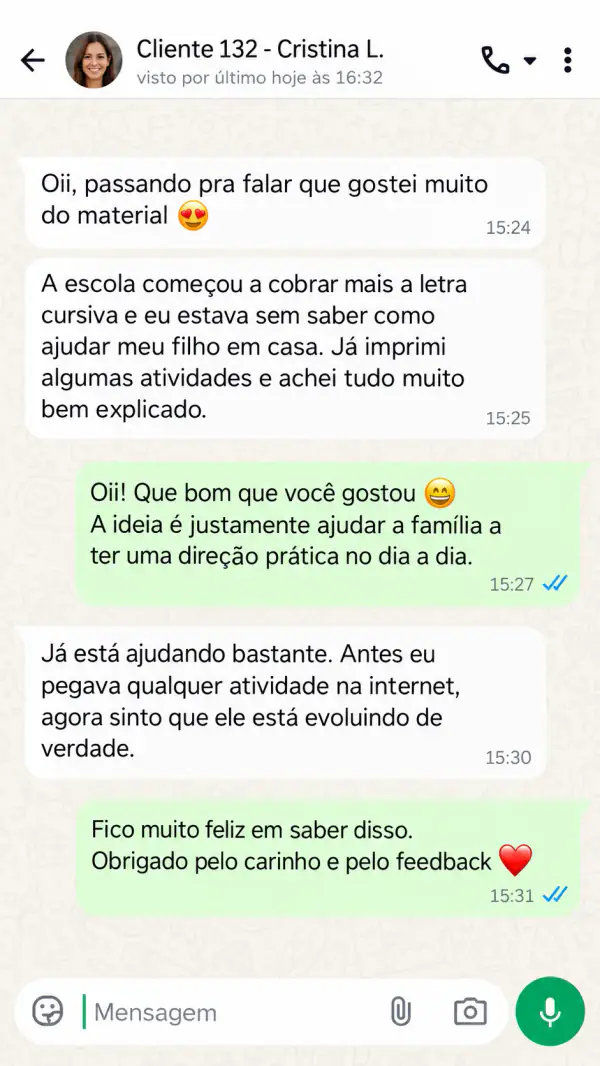 Cliente 132 - Cristina L.
visto por último hoje às 16:32
Oii, passando pra falar que gostei muito
do material 😍
15:24
A escola começou a cobrar mais a letra
cursiva e eu estava sem saber como
ajudar meu filho em casa. Já imprimi
algumas atividades e achei tudo muito
bem explicado.
15:25
Oii! Que bom que você gostou 😄
A ideia é justamente ajudar a família a
ter uma direção prática no dia a dia.
15:27
Já está ajudando bastante. Antes eu
pegava qualquer atividade na internet,
agora sinto que ele está evoluindo de
verdade.
15:30
Fico muito feliz em saber disso.
Obrigado pelo carinho e pelo feedback ❤️
15:31
Mensagem